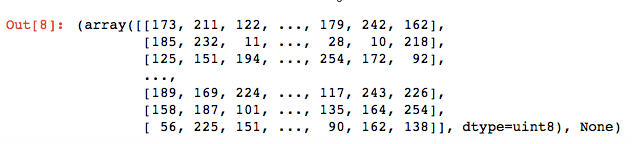 Out[8]: (array([[173, 211, 122, ..., 179, 242, 162],
[185, 232,  11, ...,  28,  10, 218],
[125, 151, 194, ..., 254, 172,  92],
...,
[189, 169, 224, ..., 117, 243, 226],
[158, 187, 101, ..., 135, 164, 254],
[ 56, 225, 151, ...,  90, 162, 138]], dtype=uint8), None)